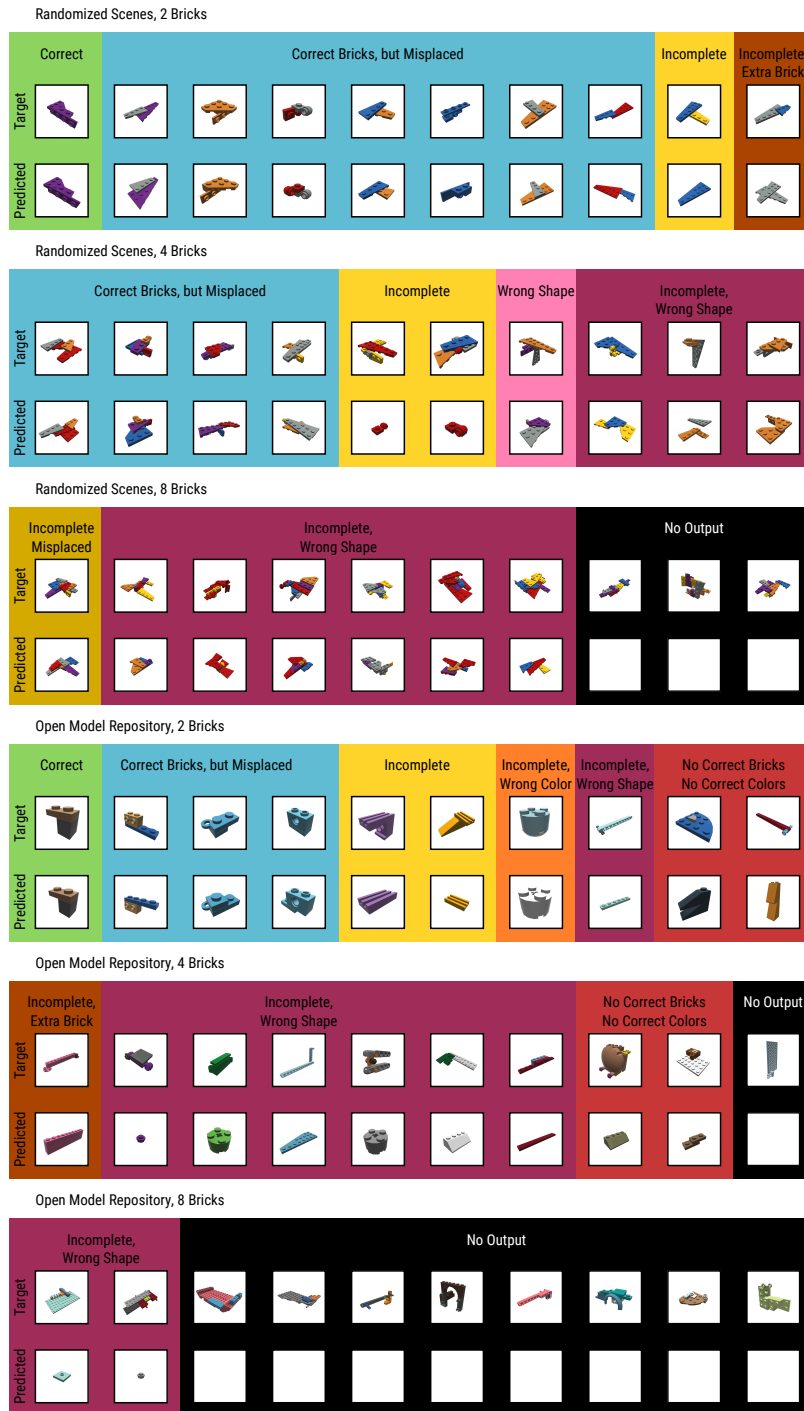 Randomized Scenes, 2 Bricks
Correct
Correct Bricks, but Misplaced
Incomplete
Incomplete
Extra Brick
Target
Predicted
Randomized Scenes, 4 Bricks
Correct Bricks, but Misplaced
Incomplete
Wrong Shape
Incomplete,
Wrong Shape
Target
Predicted
Randomized Scenes, 8 Bricks
Incomplete
Misplaced
Incomplete,
Wrong Shape
No Output
Target
Predicted
Open Model Repository, 2 Bricks
Correct
Correct Bricks, but Misplaced
Incomplete
Incomplete,
Wrong Color
Incomplete,
Wrong Shape
No Correct Bricks
No Correct Colors
Target
Predicted
Open Model Repository, 4 Bricks
Incomplete,
Extra Brick
Incomplete,
Wrong Shape
No Correct Bricks
No Correct Colors
No Output
Target
Predicted
Open Model Repository, 8 Bricks
Incomplete,
Wrong Shape
No Output
Target
Predicted